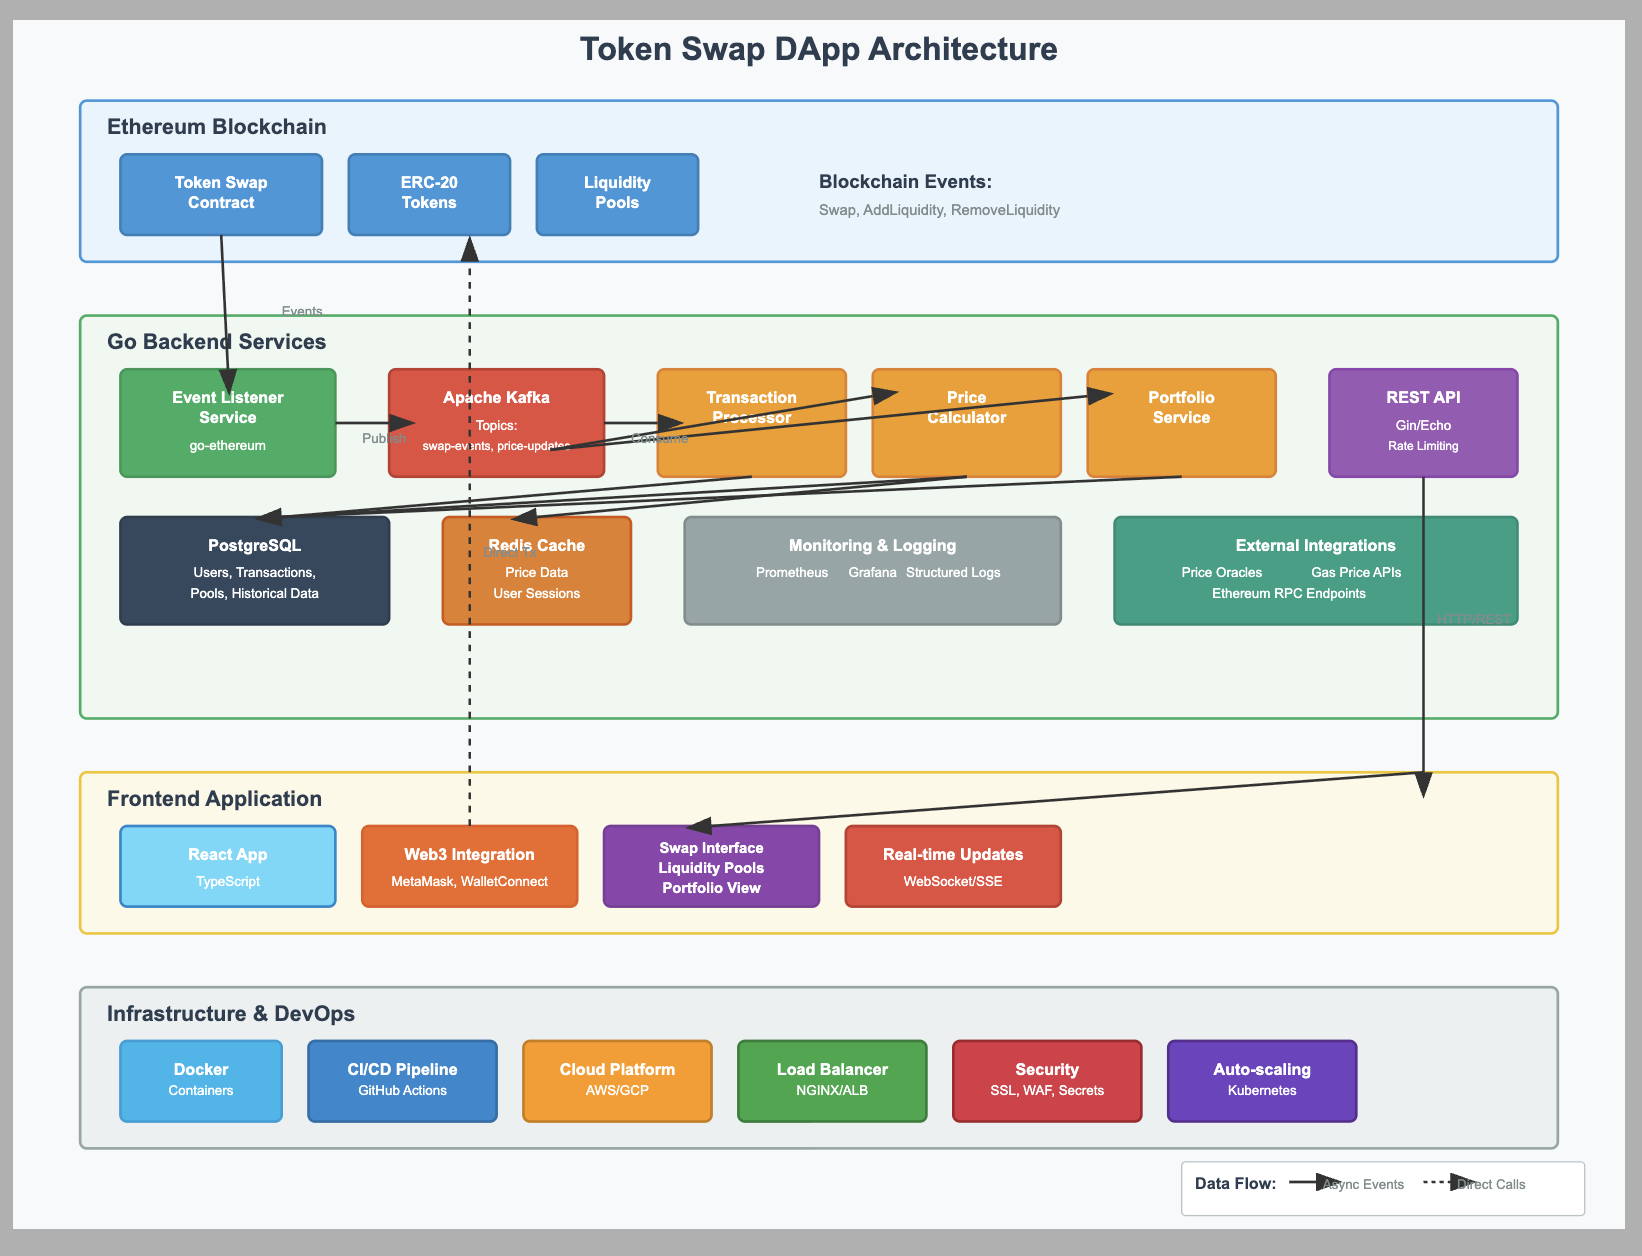 Token Swap DApp Architecture
Ethereum Blockchain
Token Swap
Contract
ERC-20
Tokens
Liquidity
Pools
Blockchain Events:
Swap, AddLiquidity, RemoveLiquidity
Events
Go Backend Services
Event Listener
Service
go-ethereum
Publish
Apache Kafka
Topics:
swap-events, price-updates
Consume
Transaction
Processor
Price
Calculator
Portfolio
Service
REST API
Gin/Echo
Rate Limiting
PostgreSQL
Users, Transactions,
Pools, Historical Data
Redis Cache
Direct Tx
Price Data
User Sessions
Monitoring & Logging
Prometheus
Grafana
Structured Logs
External Integrations
Price Oracles
Gas Price APIs
Ethereum RPC Endpoints
HTTP/REST
Frontend Application
React App
TypeScript
Web3 Integration
MetaMask, WalletConnect
Swap Interface
Liquidity Pools
Portfolio View
Real-time Updates
WebSocket/SSE
Infrastructure & DevOps
Docker
Containers
CI/CD Pipeline
GitHub Actions
Cloud Platform
AWS/GCP
Load Balancer
NGINX/ALB
Security
SSL, WAF, Secrets
Auto-scaling
Kubernetes
Data Flow:
Async Events
Direct Calls